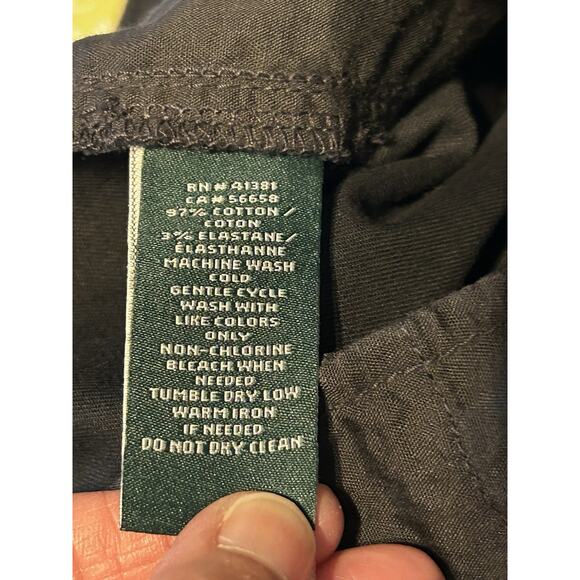 RN# 41381
CA# 56658
97% COTTON /
COTON
3% ELASTANE/
ÉLASTHANNE
MACHINE WASH
COLD
GENTLE CYCLE
WASH WITH
LIKE COLORS
ONLY
NON-CHLORINE
BLEACH WHEN
NEEDED
TUMBLE DRY LOW
WARM IRON
IF NEEDED
DO NOT DRY CLEAN